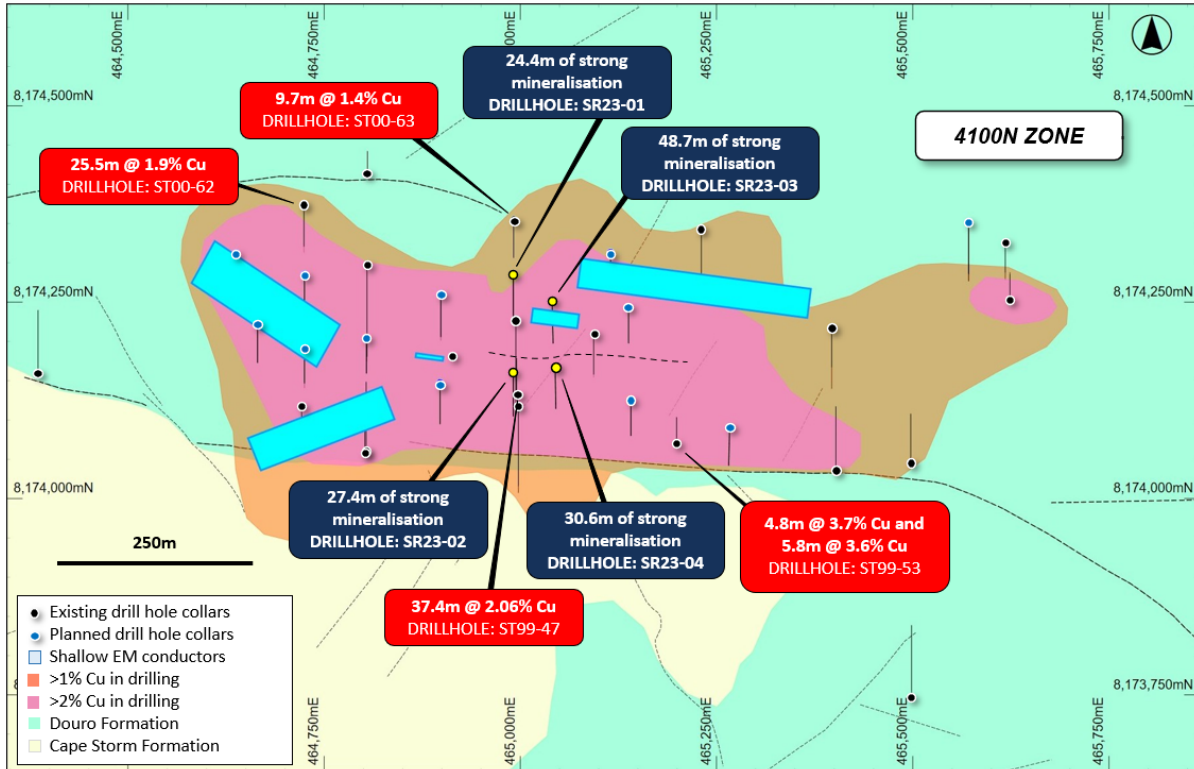 464,500mE
464,750mE
465,000mE
465,250mE
465,500mE
465,750mE
24.4m of strong
mineralisation
DRILLHOLE: SR23-01
9.7m @ 1.4% Cu
DRILLHOLE: ST00-63
8,174,500mN
8,174,500mN
4100N ZONE
48.7m of strong
mineralisation
DRILLHOLE: SR23-03
25.5m @ 1.9% Cu
DRILLHOLE: ST00-62
8,174,250mN
8,174,250mN
8,174,000mN
8,174,000mN
27.4m of strong
mineralisation
DRILLHOLE: SR23-02
30.6m of strong
mineralisation
DRILLHOLE: SR23-04
4.8m @ 3.7% Cu and
5.8m @ 3.6% Cu
DRILLHOLE: ST99-53
250m
37.4m @ 2.06% Cu
DRILLHOLE: ST99-47
Existing drill hole collars
Planned drill hole collars
Shallow EM conductors
>1% Cu in drilling
>2% Cu in drilling
Douro Formation
Cape Storm Formation
8,173,750mN
464,750mE
465,000mE
465,250mE
465,500mE
465,750mE